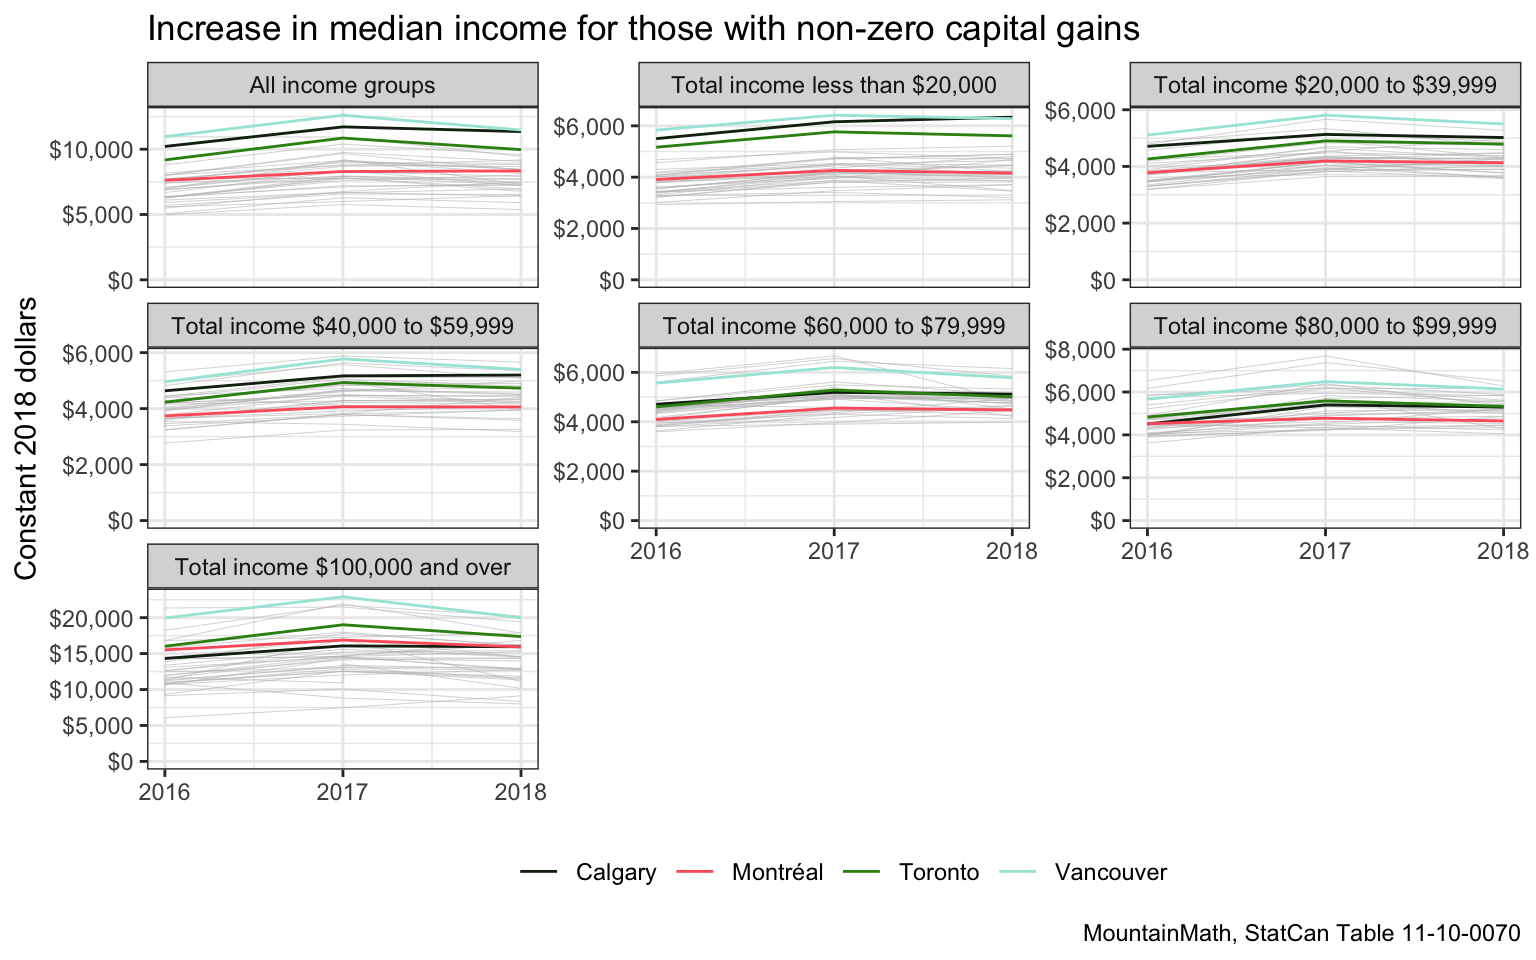 Increase in median income for those with non-zero capital gains
All income groups
Total income less than $20,000
Total income $20,000 to $39,999
$10,000
$5,000
$0
$6,000
$4,000
$2,000
$0
$6,000
$4,000
$2,000
$0
Total income $40,000 to $59,999
Total income $60,000 to $79,999
Total income $80,000 to $99,999
$6,000
$4,000
$2,000
$0
$6,000
$4,000
$2,000
$0
$8,000
$6,000
$4,000
$2,000
$0
2016 2017 2018
2016 2017 2018
Constant 2018 dollars
Total income $100,000 and over
$20,000
$15,000
$10,000
$5,000
$0
2016 2017 2018
Calgary Montréal Toronto Vancouver
MountainMath, StatCan Table 11-10-0070